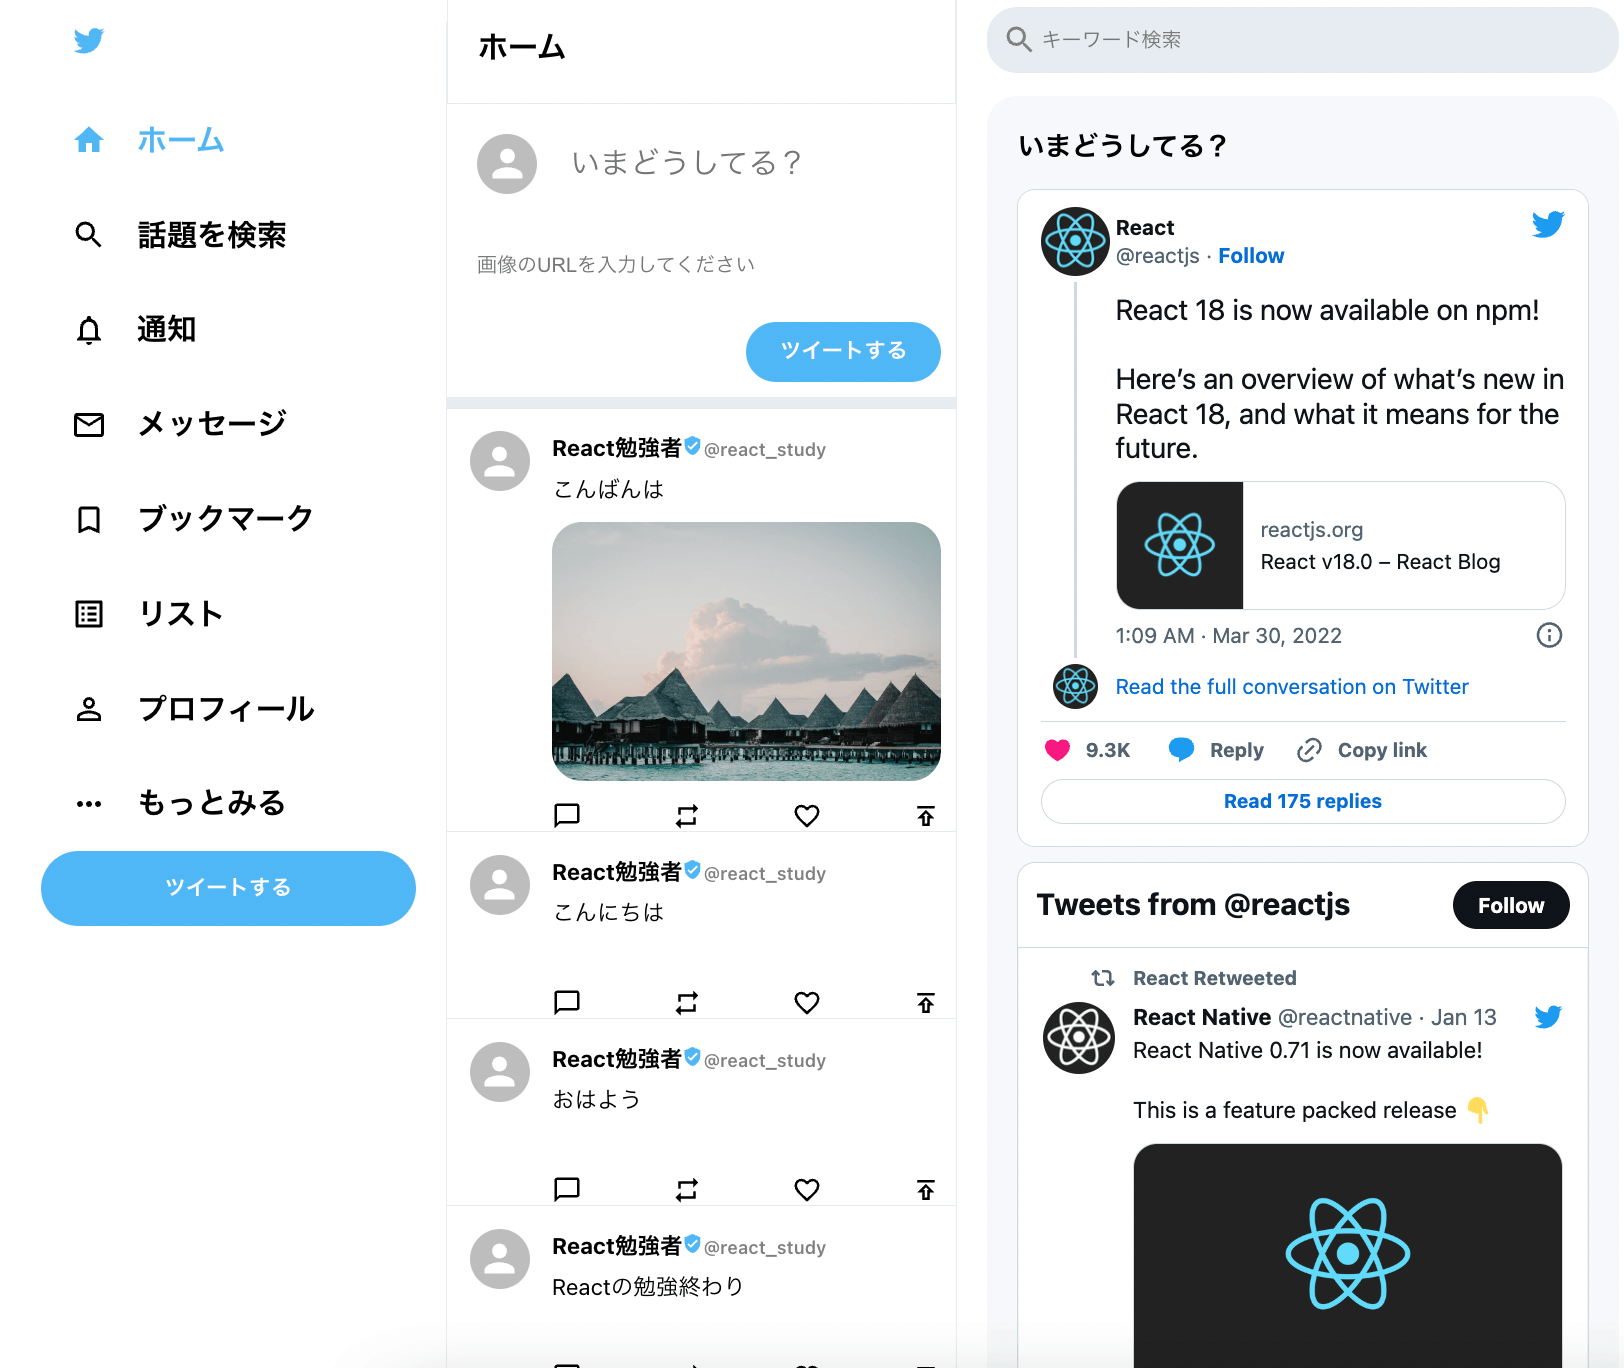 ホーム
話題を検索
通知
メッセージ
ブックマーク
リスト
プロフィール
もっとみる
ツイートする
ホーム
いまどうしてる？
画像のURLを入力してください
ツイートする
React勉強者 @react_study
こんばんは
React勉強者 @react_study
こんにちは
React勉強者 @react_study
おはよう
React勉強者 @react_study
Reactの勉強終わり
キーワード検索
いまどうしてる？
React
@reactjs · Follow
React 18 is now available on npm!
Here’s an overview of what’s new in
React 18, and what it means for the
future.
reactjs.org
React v18.0 – React Blog
1:09 AM · Mar 30, 2022
Read the full conversation on Twitter
9.3K Reply Copy link
Read 175 replies
Tweets from @reactjs Follow
React Retweeted
React Native @reactnative · Jan 13
React Native 0.71 is now available!
This is a feature packed release 👇